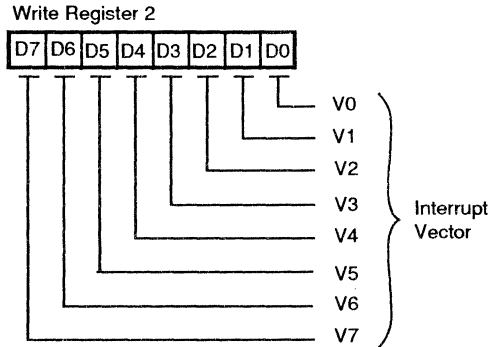 Write Register 2
D7 D6 D5 D4 D3 D2 D1 D0
V0
V1
V2
V3
V4
V5
V6
V7
Interrupt
Vector